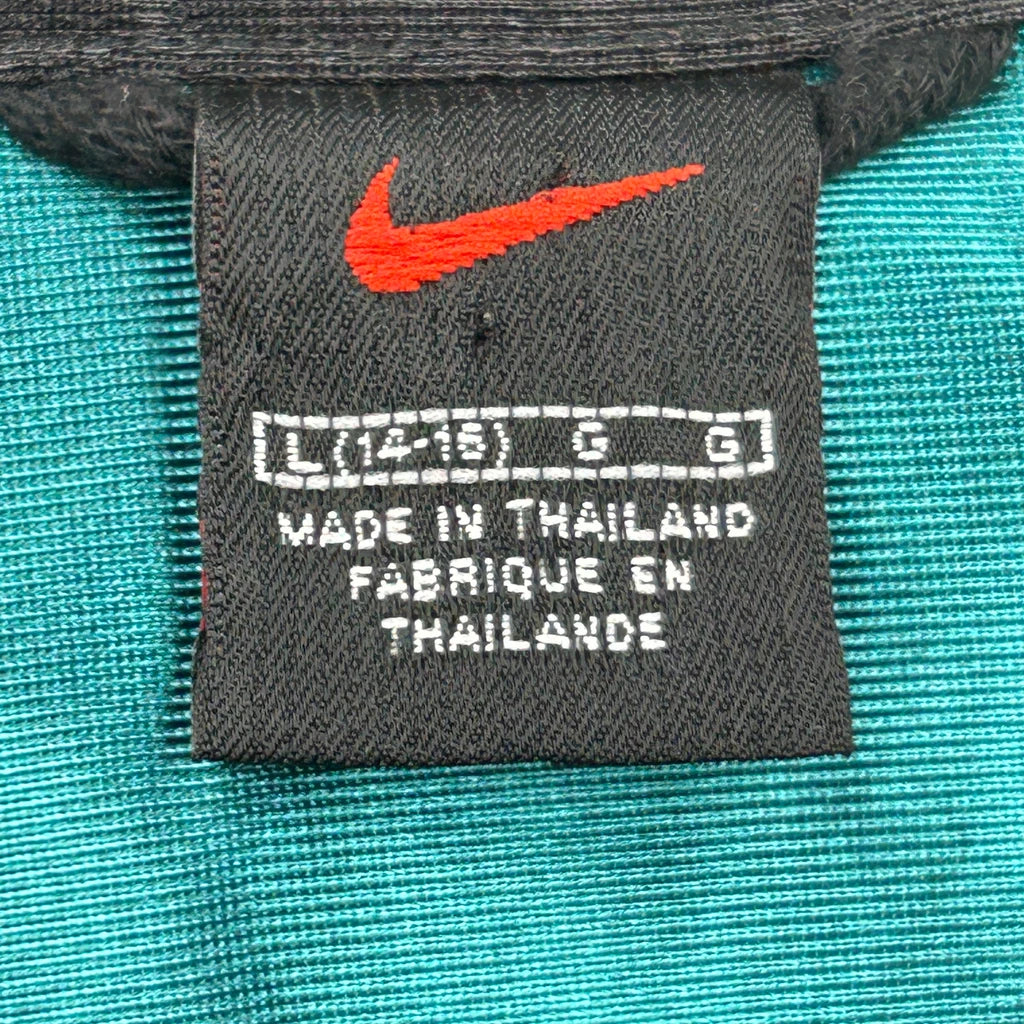 L (14-16) G G
MADE IN THAILAND
FABRIQUE EN
THAILANDE